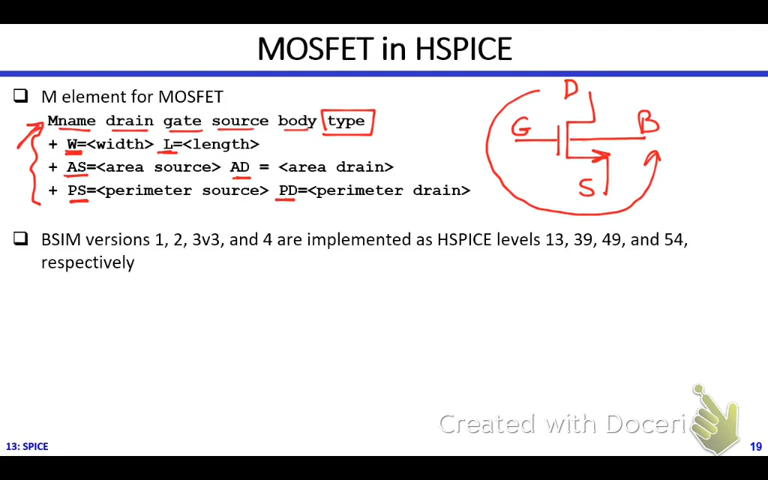 MOSFET in HSPICE
M element for MOSFET
Mname drain gate source body type
+ W=<width> L=<length>
+ AS=<area source> AD = <area drain>
+ PS=<perimeter source> PD=<perimeter drain>
D
G
B
S
BSIM versions 1, 2, 3v3, and 4 are implemented as HSPICE levels 13, 39, 49, and 54,
respectively
Created with Doceri
13: SPICE
19